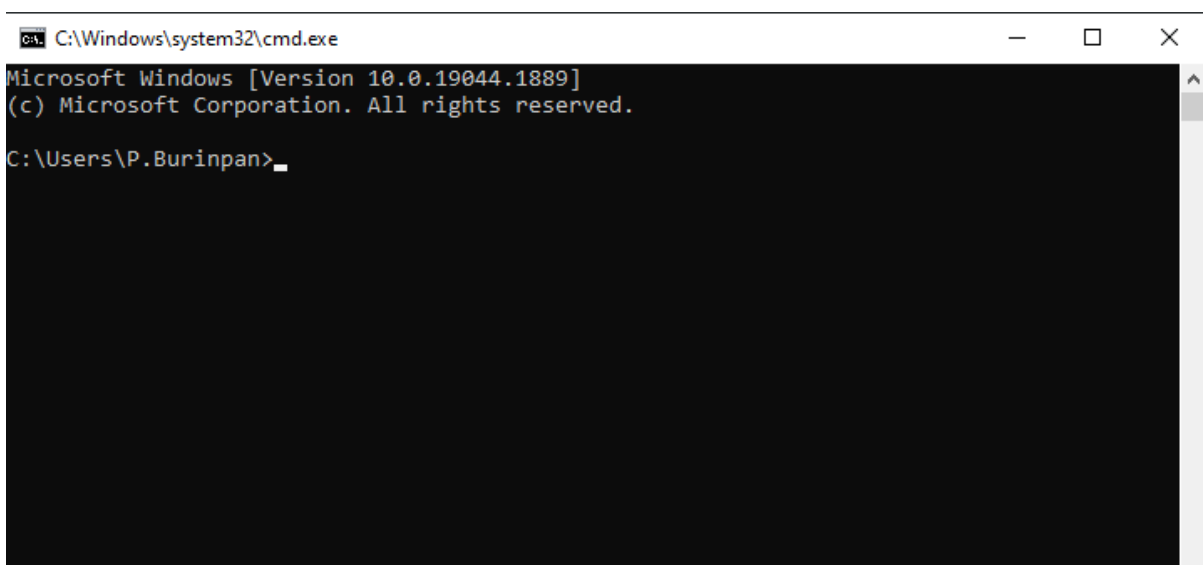 C:\Windows\system32\cmd.exe
Microsoft Windows [Version 10.0.19044.1889]
(c) Microsoft Corporation. All rights reserved.
C:\Users\P.Burinpan>